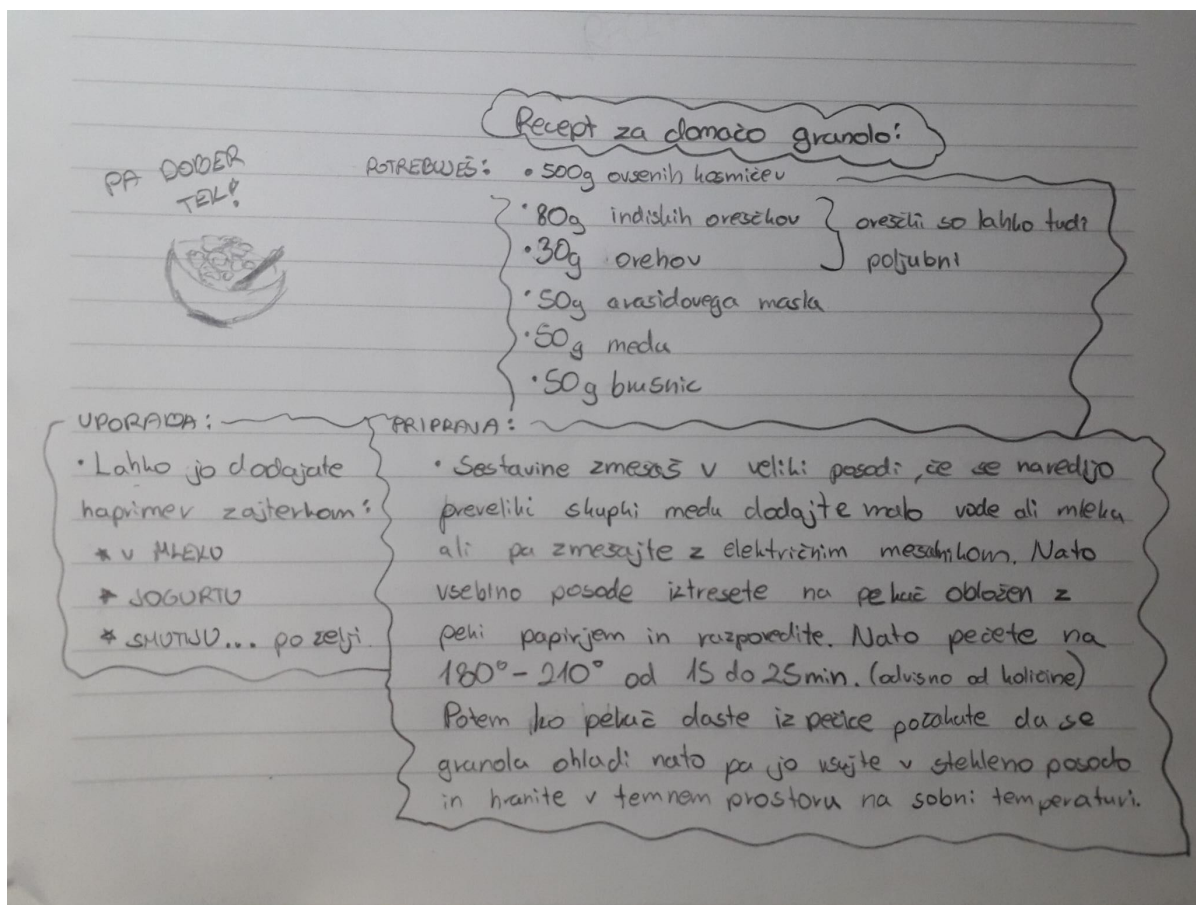 Recept za domačo granolo:
PA DOBER
TEK!
POTREBUJEŠ:
• 500g ovsenih kosmičev
• 80g indiskih oreščkov
• 30g orehov
oreščki so lahko tudi
poljubni
• 50g arašidovega masla
• 50g medu
• 50g brusnic
UPORABA:
• Lahko jo dodajate
naprimer zajterkom:
* V MLEKO
* JOGURTU
* SMUTIJU... po zelji.
PRIPRAVA:
• Sestavine zmešaš v veliki posodi, če se naredijo
preveliki skupki medu dodajte malo vode ali mleka
ali pa zmešajte z električnim mešalnikom. Nato
vsebino posode iztresete na pekač obložen z
peki papirjem in razporedite. Nato pečete na
180° - 210° od 15 do 25 min. (odvisno od količine)
Potem ko pekač daste iz pečice počakate da se
granola ohladi nato pa jo vsujte v stekleno posodo
in hranite v temnem prostoru na sobni temperaturi.